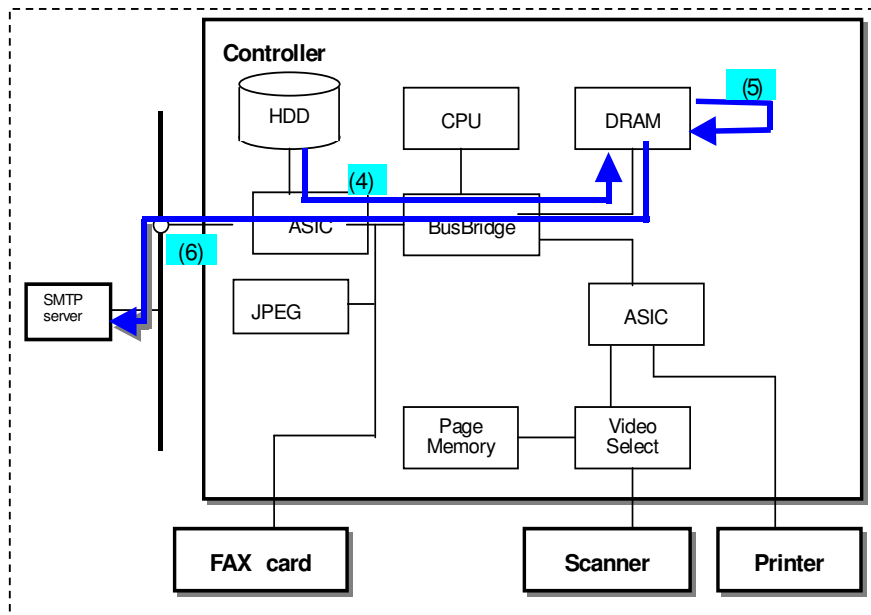 Controller
HDD
CPU
DRAM
(5)
(4)
ASIC
BusBridge
(6)
SMTP
server
JPEG
ASIC
Page
Memory
Video
Select
FAX card
Scanner
Printer